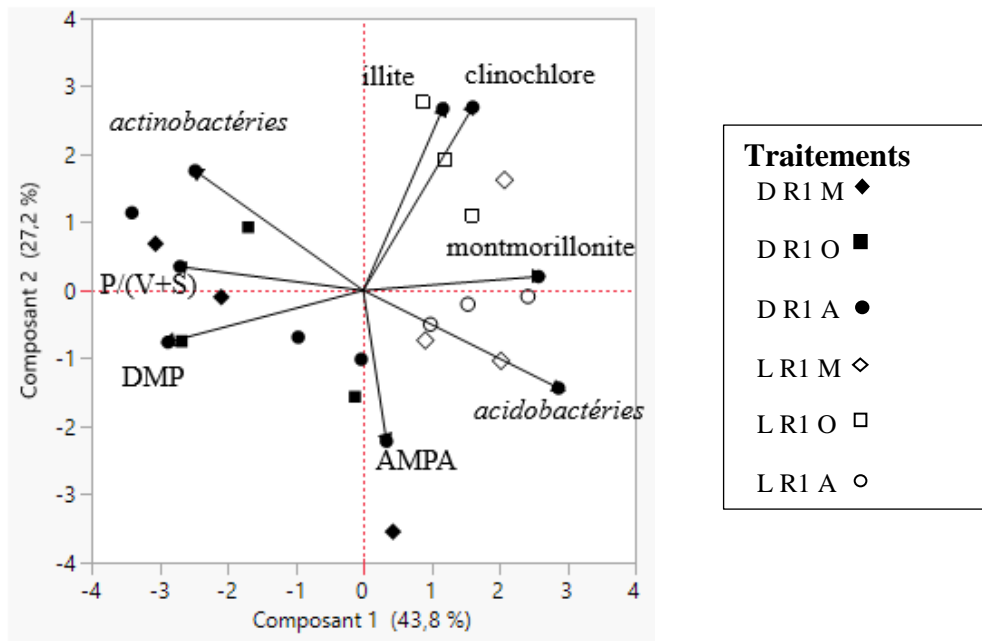 4
3
2
1
0
-1
-2
-3
-4
Composant 2 (27,2 %)
illite
clinochlore
actinobactéries
montmorillonite
P/(V+S)
DMP
acidobactéries
AMPA
-4 -3 -2 -1 0 1 2 3 4
Composant 1 (43,8 %)
Traitements
D R1 M
D R1 O
D R1 A
L R1 M
L R1 O
L R1 A